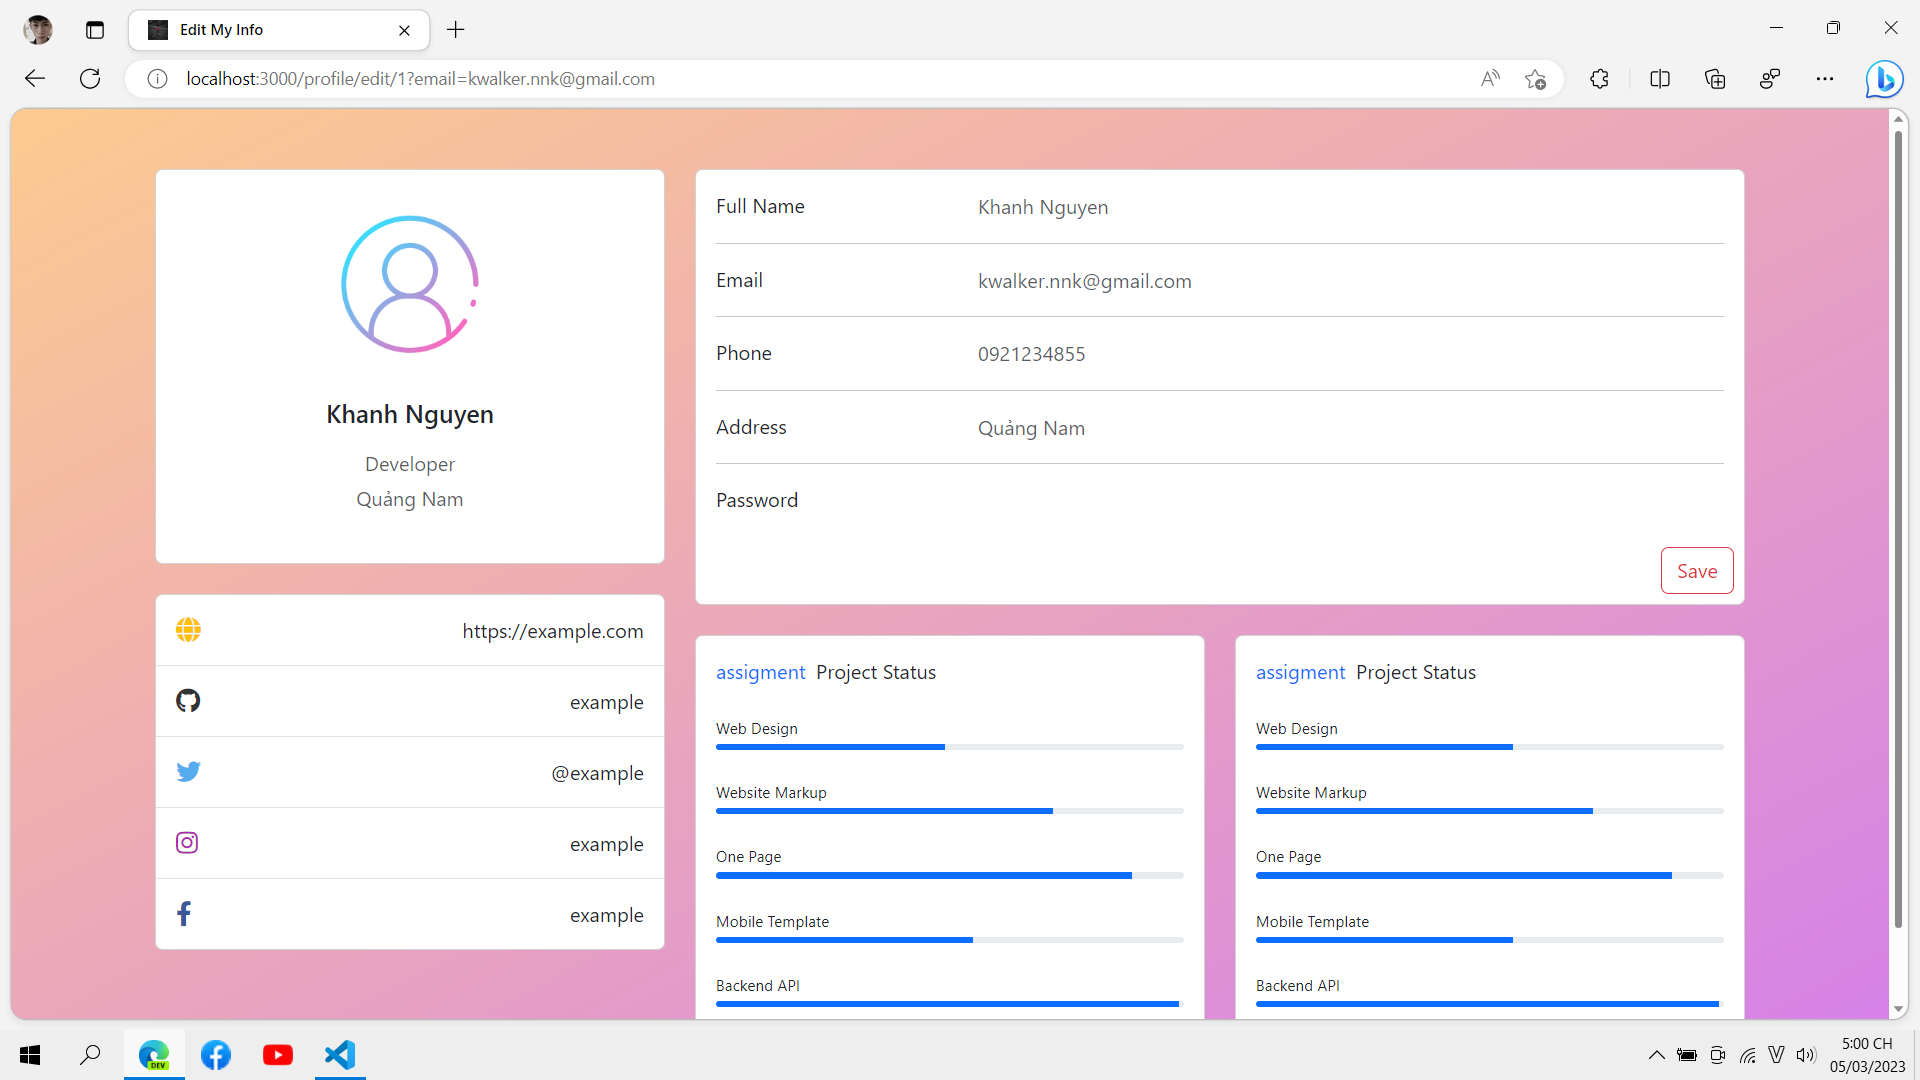 Edit My Info
localhost:3000/profile/edit/1?email=kwalker.nnk@gmail.com
Khanh Nguyen
Developer
Quảng Nam
https://example.com
example
@example
example
example
Full Name Khanh Nguyen
Email kwalker.nnk@gmail.com
Phone 0921234855
Address Quảng Nam
Password
Save
assigment Project Status
Web Design
Website Markup
One Page
Mobile Template
Backend API
assigment Project Status
Web Design
Website Markup
One Page
Mobile Template
Backend API
DEV
V
5:00 CH
05/03/2023